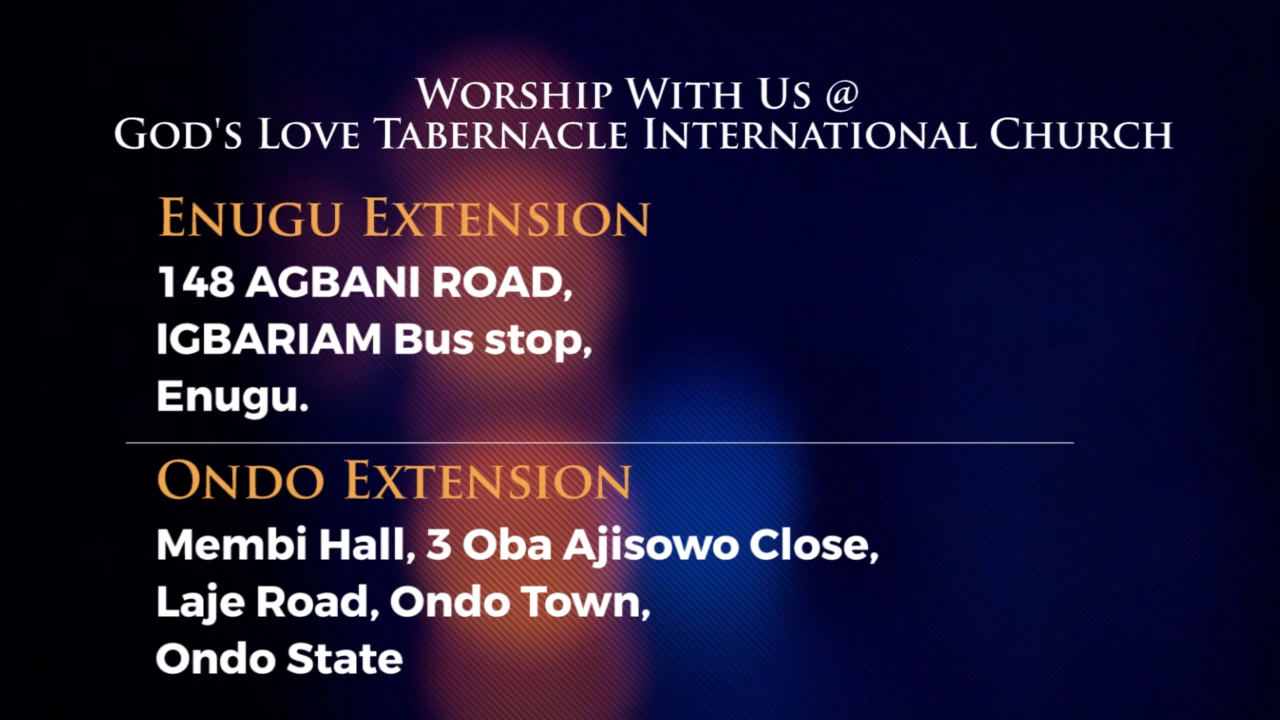 Worship With Us @
God's Love Tabernacle International Church
Enugu Extension
148 AGBANI ROAD,
IGBARIAM Bus stop,
Enugu.
Ondo Extension
Membi Hall, 3 Oba Ajisowo Close,
Laje Road, Ondo Town,
Ondo State